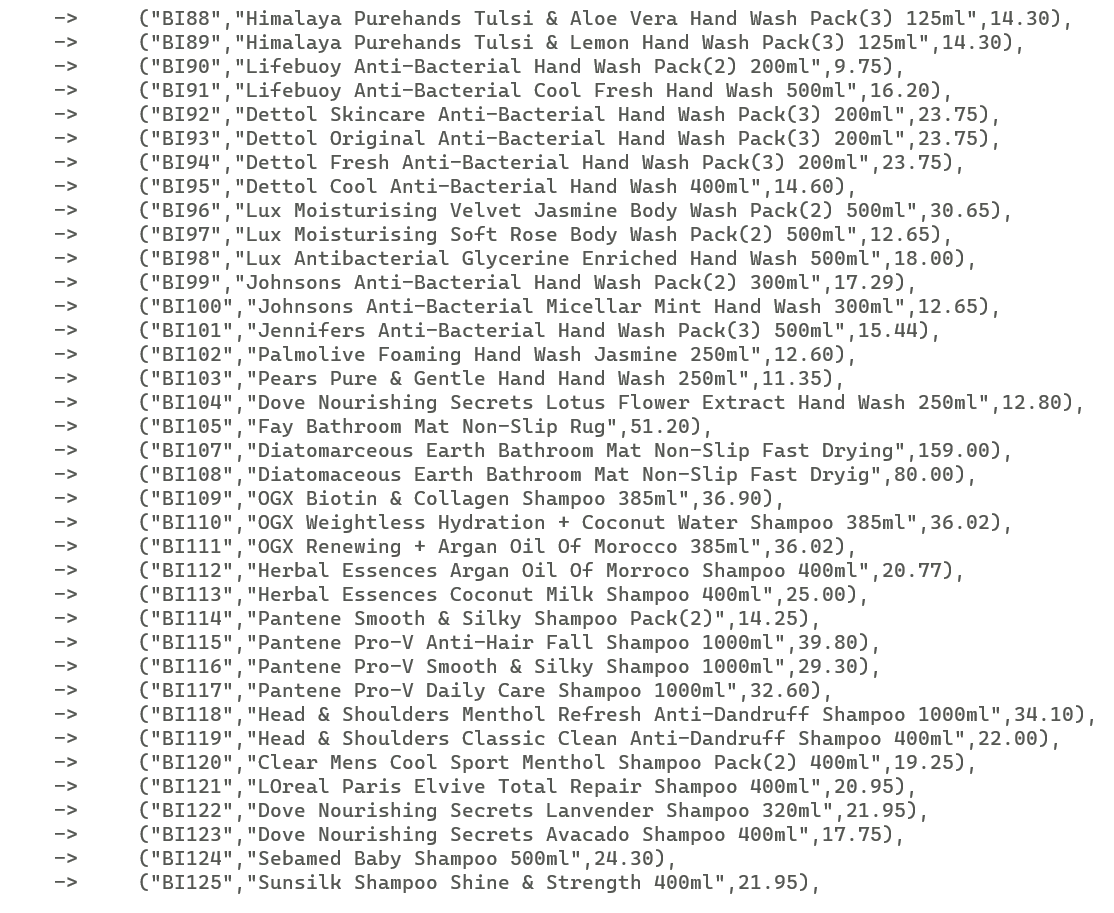 ->     ("BI88","Himalaya Purehands Tulsi & Aloe Vera Hand Wash Pack(3) 125ml",14.30),
->     ("BI89","Himalaya Purehands Tulsi & Lemon Hand Wash Pack(3) 125ml",14.30),
->     ("BI90","Lifebuoy Anti-Bacterial Hand Wash Pack(2) 200ml",9.75),
->     ("BI91","Lifebuoy Anti-Bacterial Cool Fresh Hand Wash 500ml",16.20),
->     ("BI92","Dettol Skincare Anti-Bacterial Hand Wash Pack(3) 200ml",23.75),
->     ("BI93","Dettol Original Anti-Bacterial Hand Wash Pack(3) 200ml",23.75),
->     ("BI94","Dettol Fresh Anti-Bacterial Hand Wash Pack(3) 200ml",23.75),
->     ("BI95","Dettol Cool Anti-Bacterial Hand Wash 400ml",14.60),
->     ("BI96","Lux Moisturising Velvet Jasmine Body Wash Pack(2) 500ml",30.65),
->     ("BI97","Lux Moisturising Soft Rose Body Wash Pack(2) 500ml",12.65),
->     ("BI98","Lux Antibacterial Glycerine Enriched Hand Wash 500ml",18.00),
->     ("BI99","Johnsons Anti-Bacterial Hand Wash Pack(2) 300ml",17.29),
->     ("BI100","Johnsons Anti-Bacterial Micellar Mint Hand Wash 300ml",12.65),
->     ("BI101","Jennifers Anti-Bacterial Hand Wash Pack(3) 500ml",15.44),
->     ("BI102","Palmolive Foaming Hand Wash Jasmine 250ml",12.60),
->     ("BI103","Pears Pure & Gentle Hand Hand Wash 250ml",11.35),
->     ("BI104","Dove Nourishing Secrets Lotus Flower Extract Hand Wash 250ml",12.80),
->     ("BI105","Fay Bathroom Mat Non-Slip Rug",51.20),
->     ("BI107","Diatomarceous Earth Bathroom Mat Non-Slip Fast Drying",159.00),
->     ("BI108","Diatomaceous Earth Bathroom Mat Non-Slip Fast Dryig",80.00),
->     ("BI109","OGX Biotin & Collagen Shampoo 385ml",36.90),
->     ("BI110","OGX Weightless Hydration + Coconut Water Shampoo 385ml",36.02),
->     ("BI111","OGX Renewing + Argan Oil Of Morocco 385ml",36.02),
->     ("BI112","Herbal Essences Argan Oil Of Morroco Shampoo 400ml",20.77),
->     ("BI113","Herbal Essences Coconut Milk Shampoo 400ml",25.00),
->     ("BI114","Pantene Smooth & Silky Shampoo Pack(2)",14.25),
->     ("BI115","Pantene Pro-V Anti-Hair Fall Shampoo 1000ml",39.80),
->     ("BI116","Pantene Pro-V Smooth & Silky Shampoo 1000ml",29.30),
->     ("BI117","Pantene Pro-V Daily Care Shampoo 1000ml",32.60),
->     ("BI118","Head & Shoulders Menthol Refresh Anti-Dandruff Shampoo 1000ml",34.10),
->     ("BI119","Head & Shoulders Classic Clean Anti-Dandruff Shampoo 400ml",22.00),
->     ("BI120","Clear Mens Cool Sport Menthol Shampoo Pack(2) 400ml",19.25),
->     ("BI121","LOreal Paris Elvive Total Repair Shampoo 400ml",20.95),
->     ("BI122","Dove Nourishing Secrets Lanvender Shampoo 320ml",21.95),
->     ("BI123","Dove Nourishing Secrets Avacado Shampoo 400ml",17.75),
->     ("BI124","Sebamed Baby Shampoo 500ml",24.30),
->     ("BI125","Sunsilk Shampoo Shine & Strength 400ml",21.95),